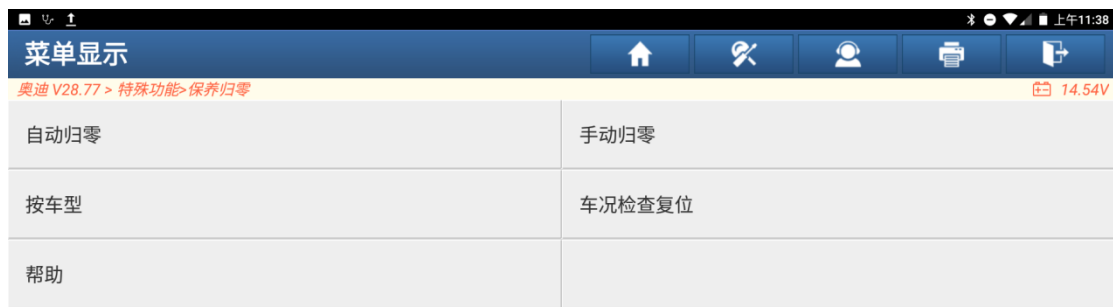 上午11:38
菜单显示
奥迪 V28.77 > 特殊功能>保养归零 14.54V
自动归零 手动归零
按车型 车况检查复位
帮助